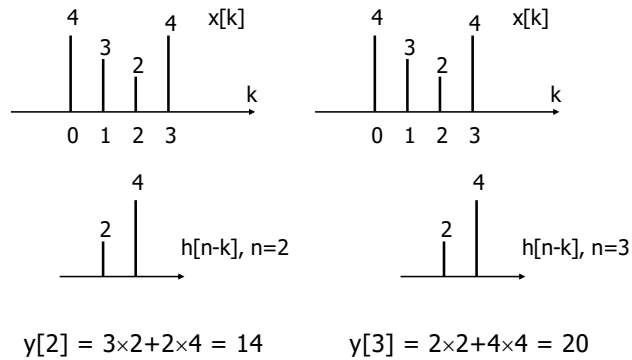 4 4 x[k]
3
2
k
0 1 2 3
4
2
h[n-k], n=2
y[2] = 3×2+2×4 = 14
4 4 x[k]
3
2
k
0 1 2 3
4
2
h[n-k], n=3
y[3] = 2×2+4×4 = 20